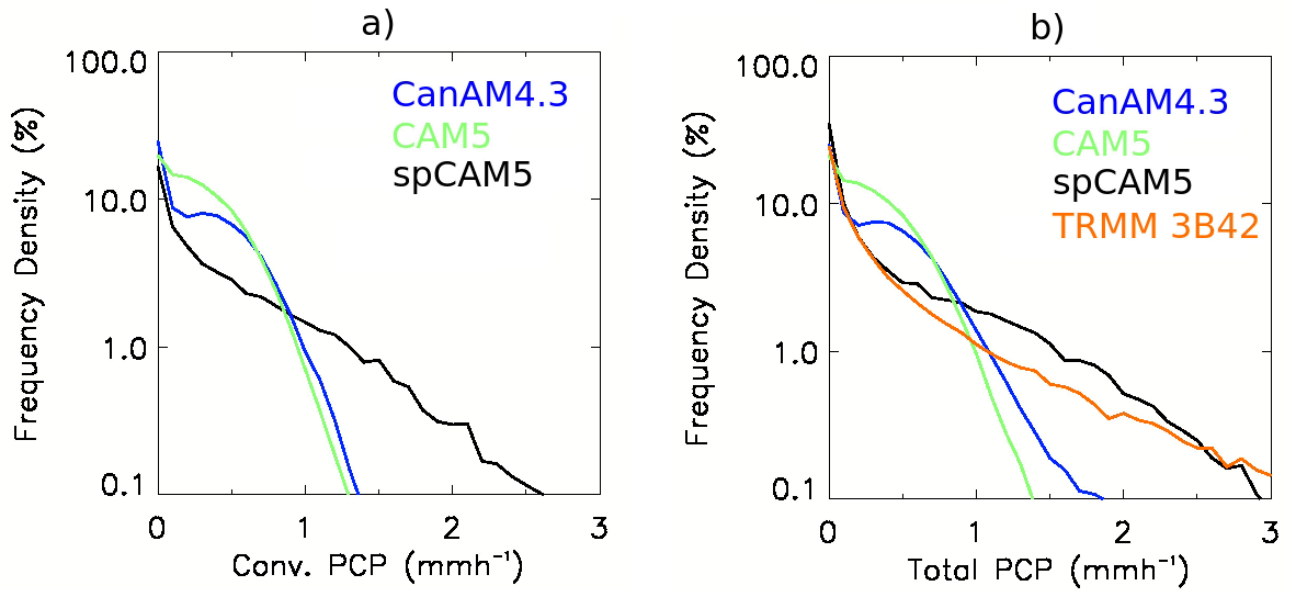 a)
100.0
10.0
1.0
0.1
Frequency Density (%)
CanAM4.3
CAM5
spCAM5
0 1 2 3
Conv. PCP (mmh⁻¹)
b)
100.0
10.0
1.0
0.1
Frequency Density (%)
CanAM4.3
CAM5
spCAM5
TRMM 3B42
0 1 2 3
Total PCP (mmh⁻¹)